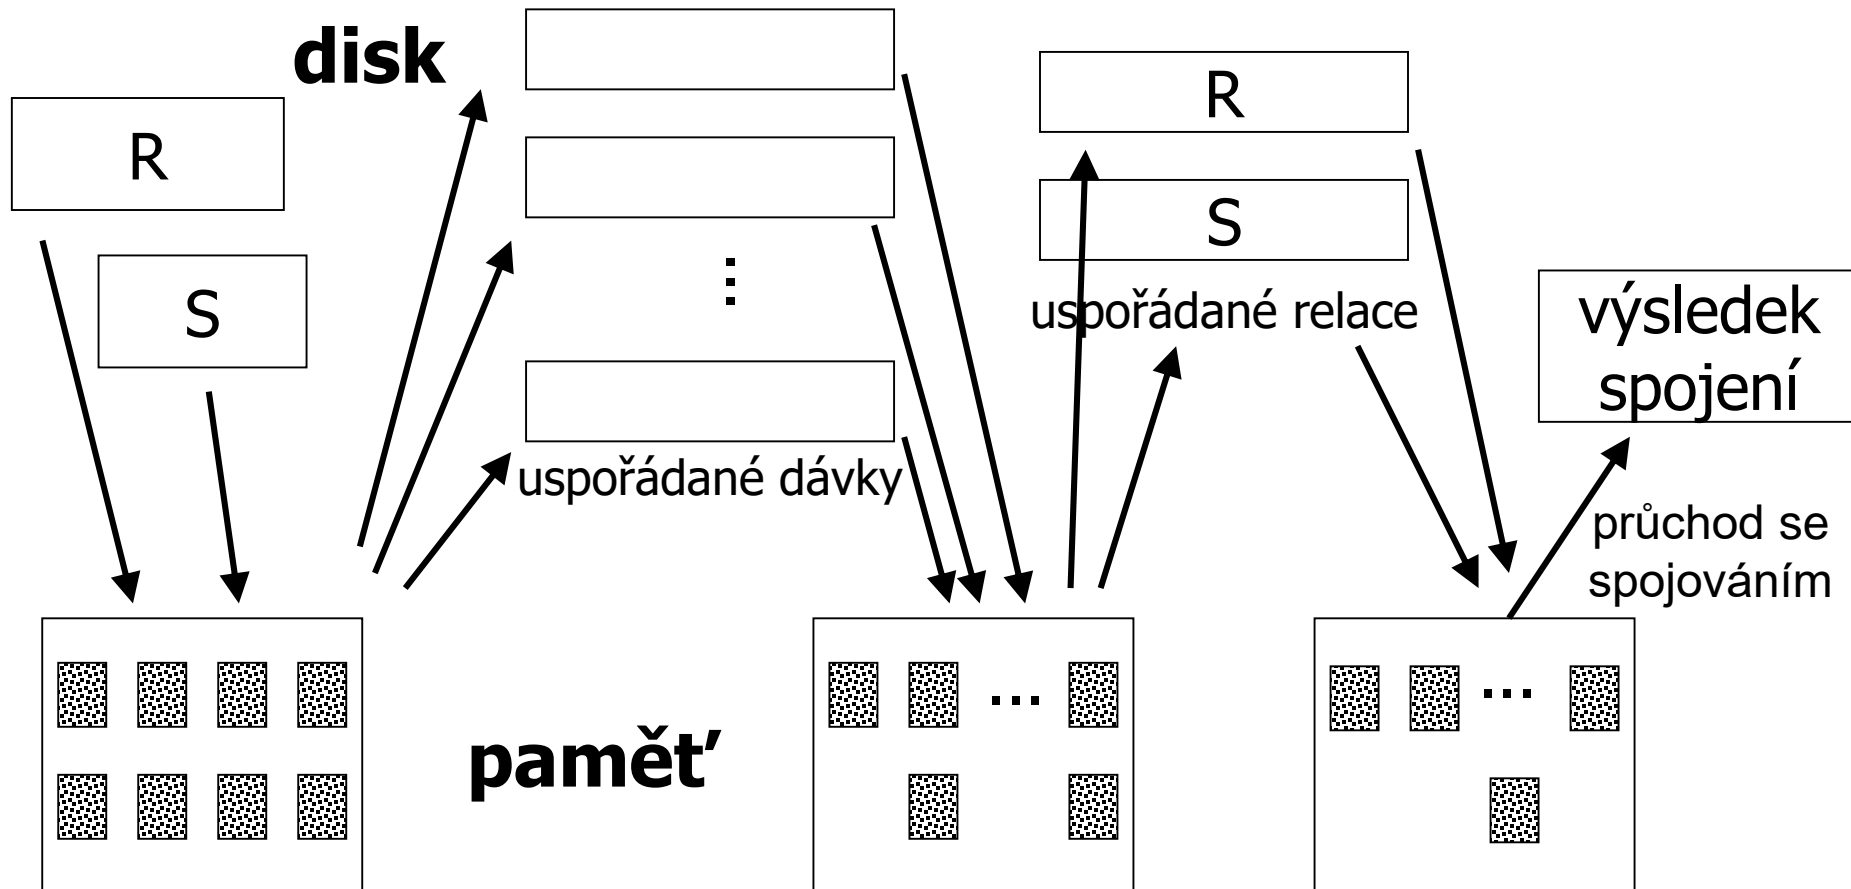 disk
R
S
uspořádané dávky
R
S
uspořádané relace
výsledek
spojení
průchod se
spojováním
paměť